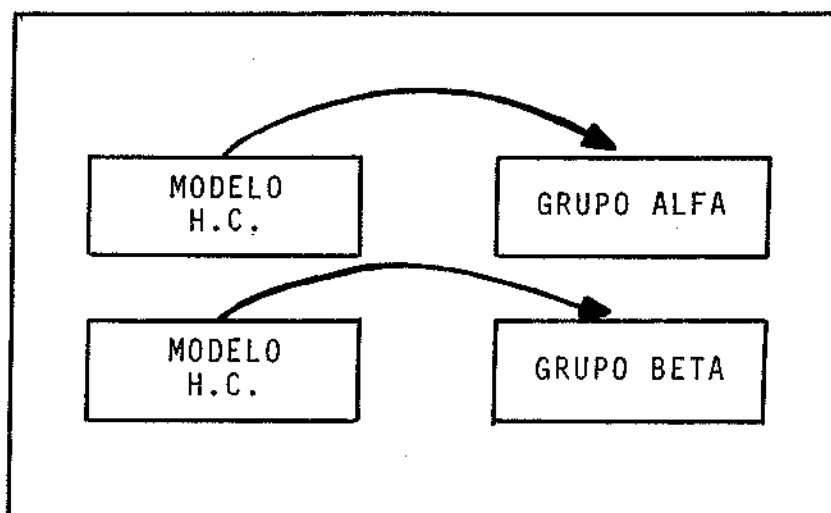 MODELO
H.C.
GRUPO ALFA
MODELO
H.C.
GRUPO BETA